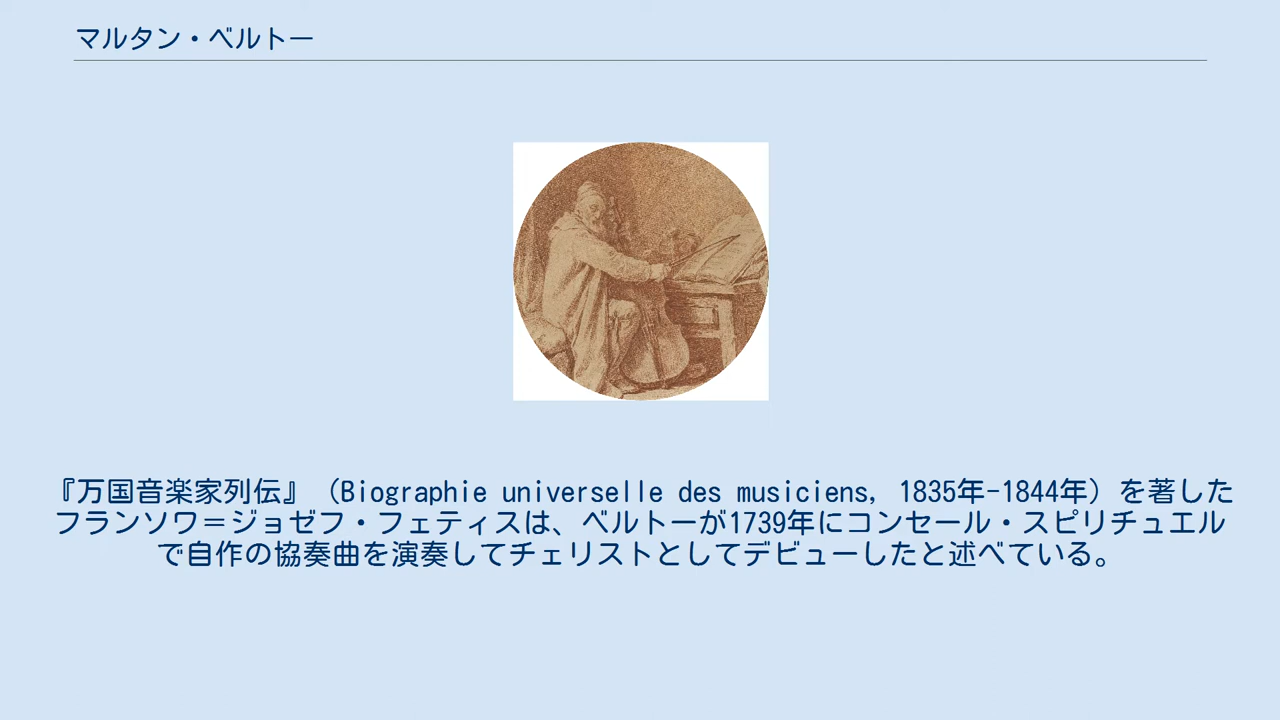 マルタン・ベルトー
『万国音楽家列伝』（Biographie universelle des musiciens, 1835年-1844年）を著した
フランソワ＝ジョゼフ・フェティスは、ベルトーが1739年にコンセール・スピリチュエル
で自作の協奏曲を演奏してチェリストとしてデビューしたと述べている。